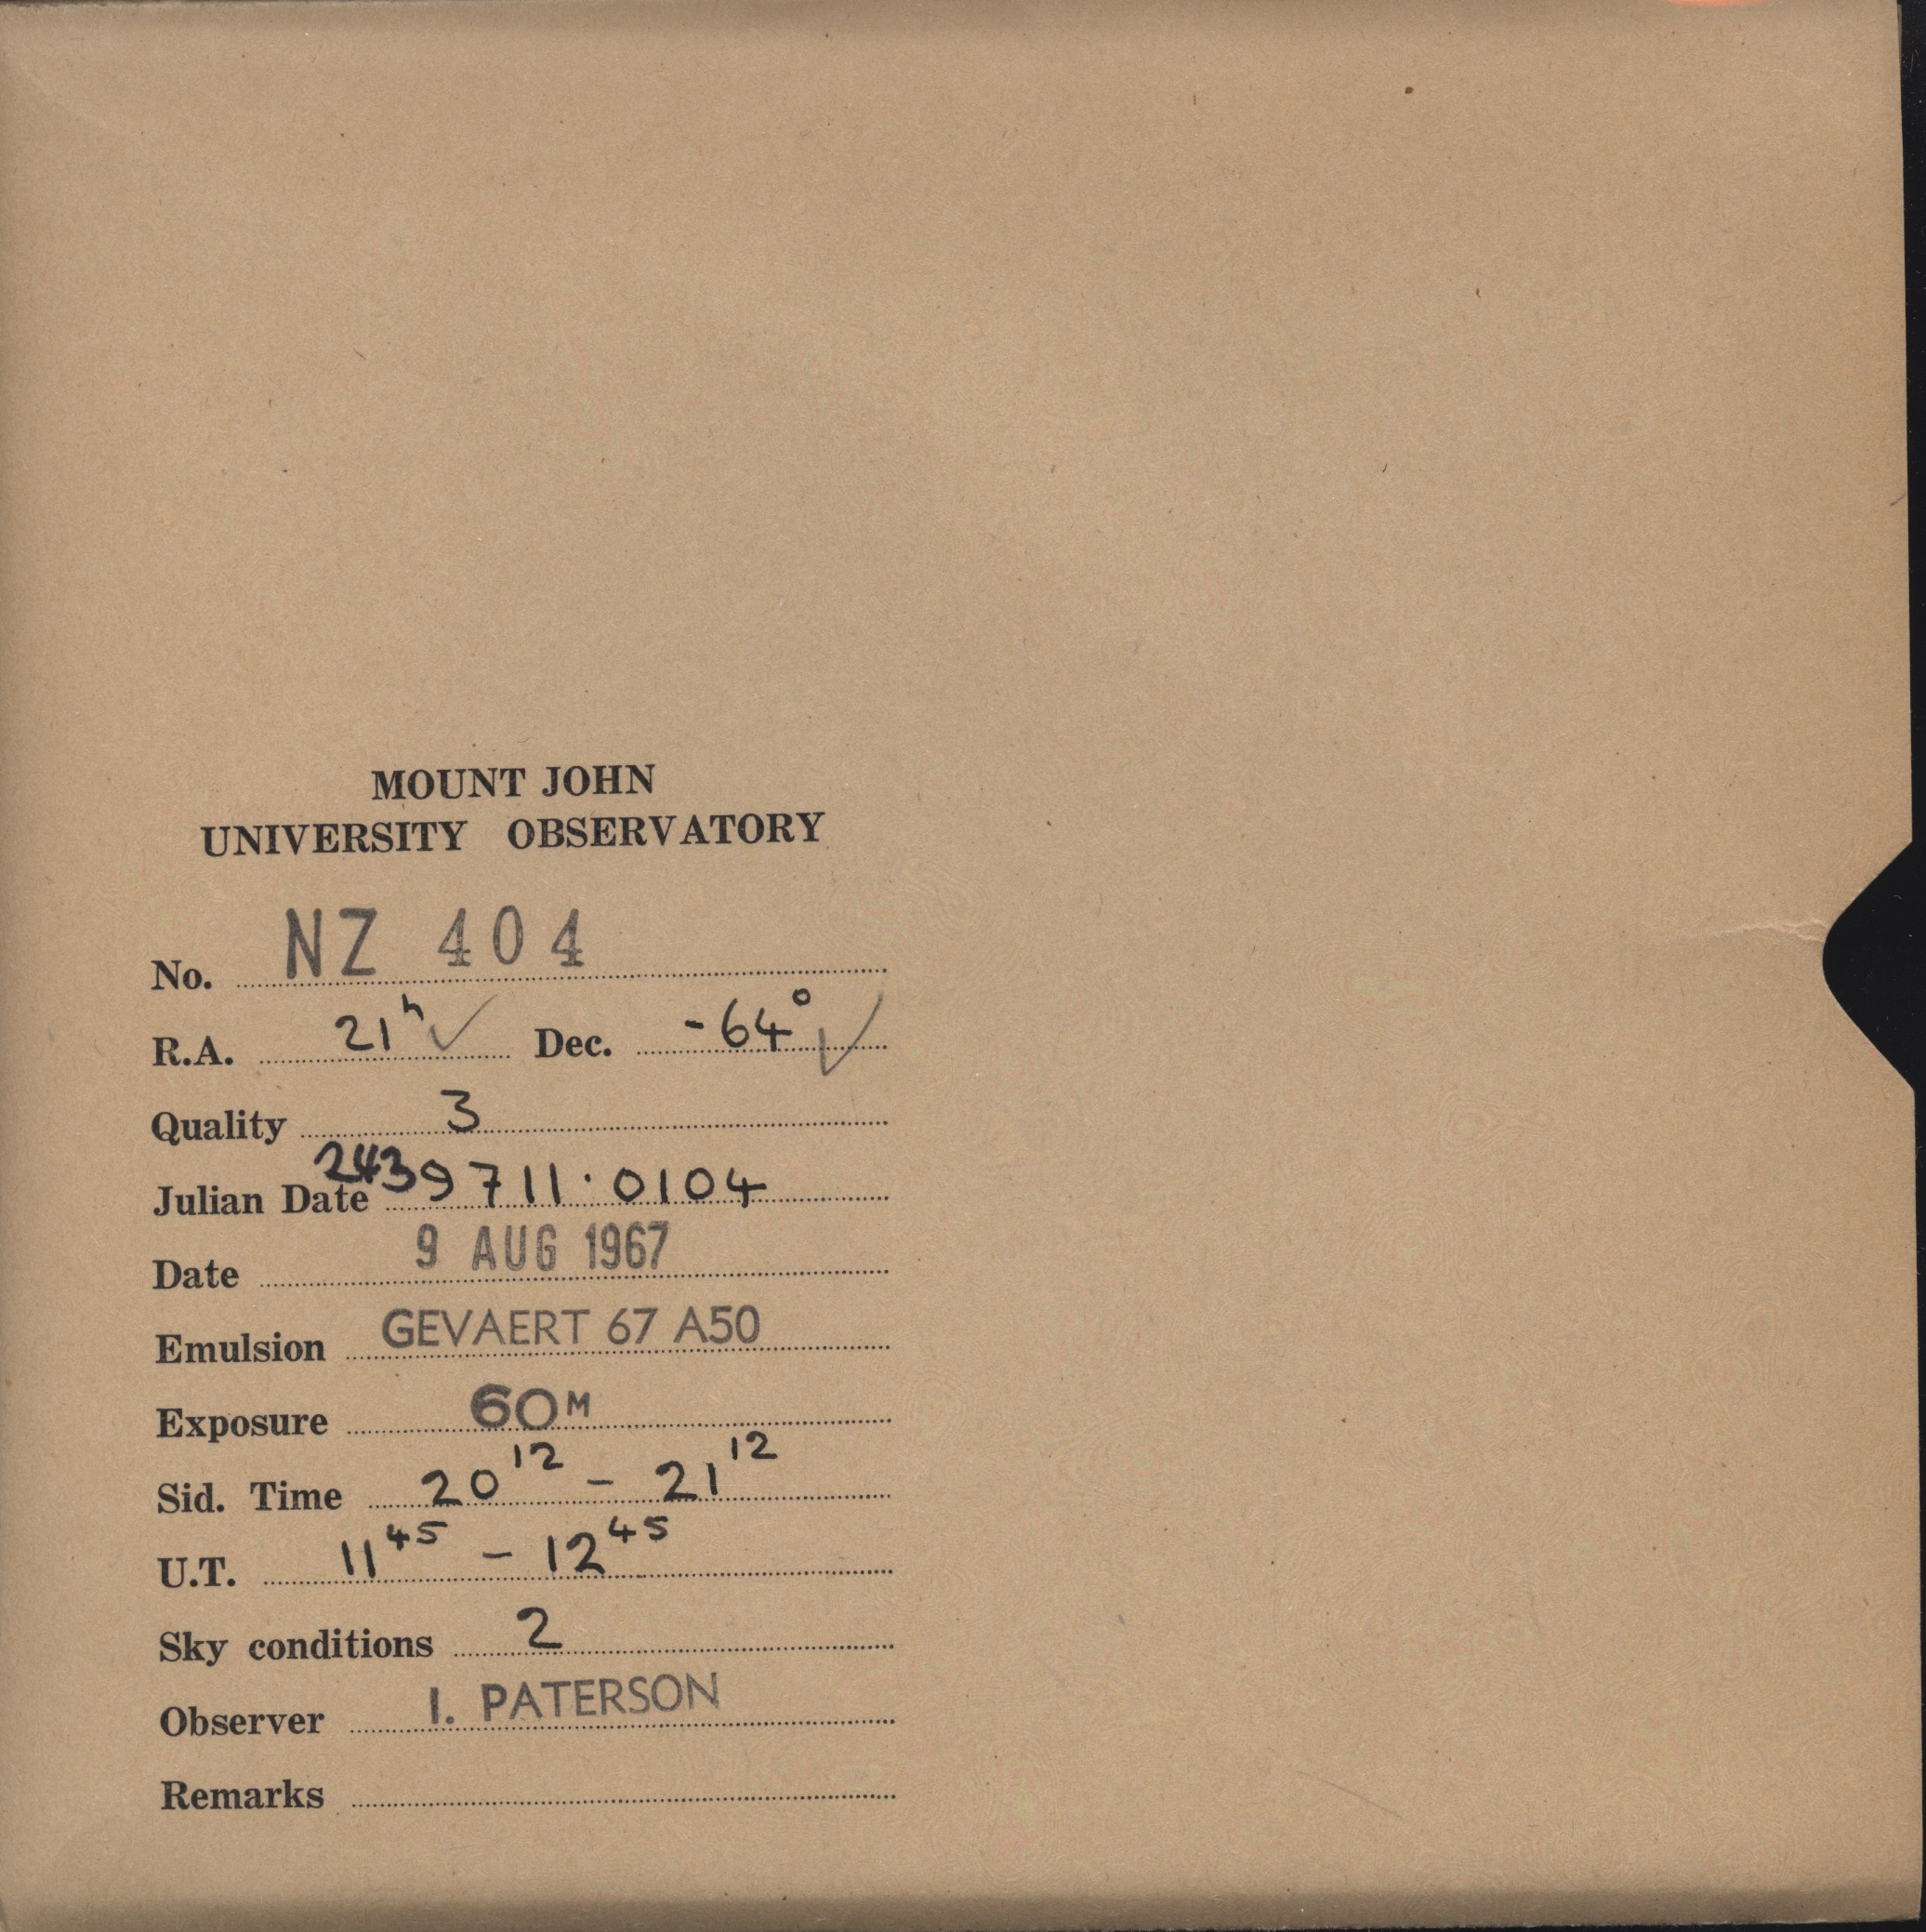 MOUNT JOHN
UNIVERSITY OBSERVATORY
No. NZ 404
R.A. 21h ✓ Dec. -64° ✓
Quality 3
Julian Date 2439711.0104
Date 9 AUG 1967
Emulsion GEVAERT 67 A50
Exposure 60M
Sid. Time 20 12 - 21 12
U.T. 11 45 - 12 45
Sky conditions 2
Observer I. PATERSON
Remarks